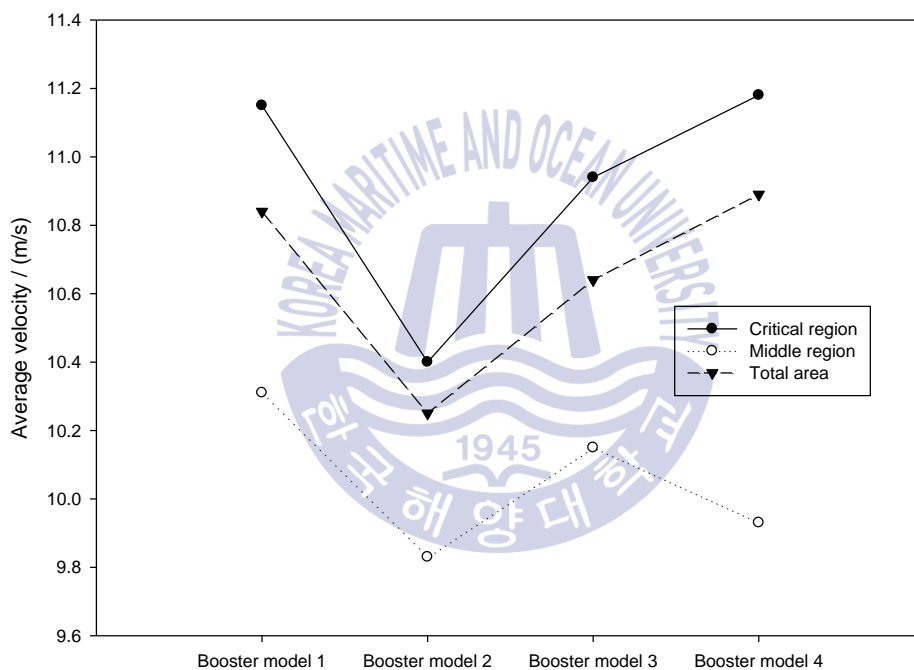 11.4
11.2
11.0
10.8
10.6
10.4
10.2
10.0
9.8
9.6
Average velocity / (m/s)
KOREA MARITIME AND OCEAN UNIVERSITY
1945
한국해양대학교
Critical region
Middle region
Total area
Booster model 1 Booster model 2 Booster model 3 Booster model 4